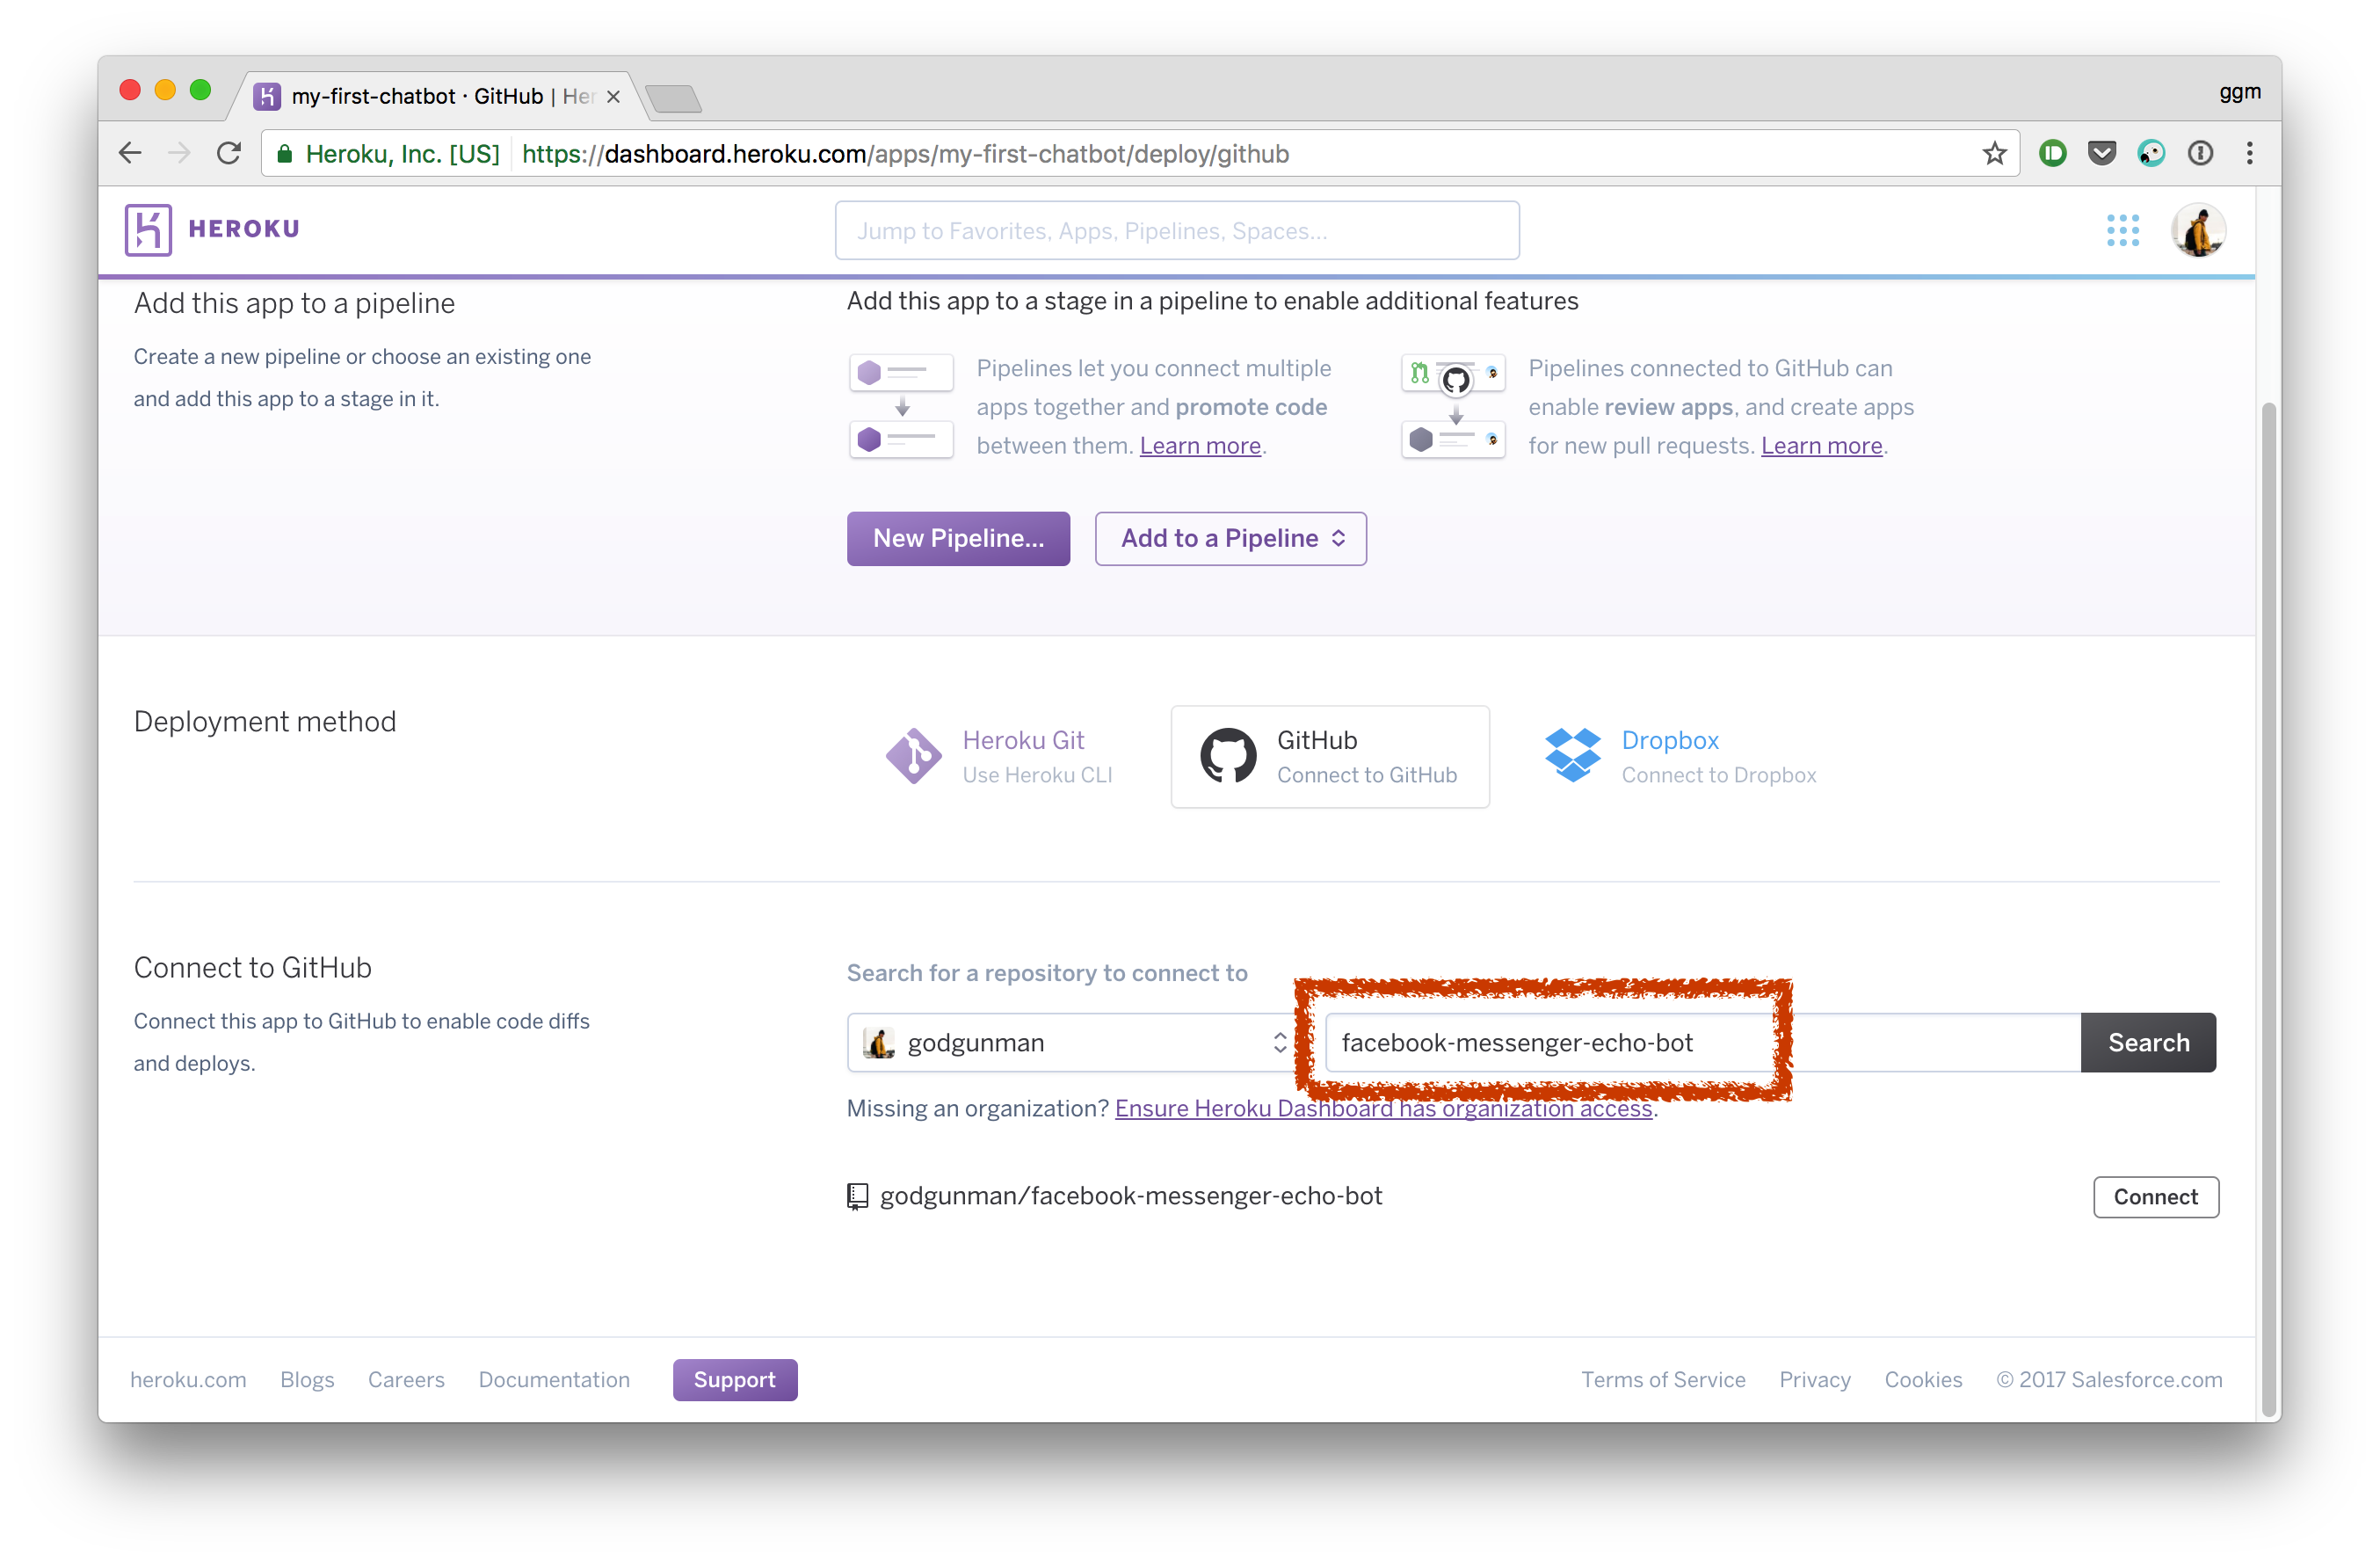 my-first-chatbot · GitHub | Her
ggm
Heroku, Inc. [US]
https://dashboard.heroku.com/apps/my-first-chatbot/deploy/github
HEROKU
Jump to Favorites, Apps, Pipelines, Spaces...
Add this app to a pipeline
Create a new pipeline or choose an existing one
and add this app to a stage in it.
Add this app to a stage in a pipeline to enable additional features
Pipelines let you connect multiple
apps together and promote code
between them. Learn more.
Pipelines connected to GitHub can
enable review apps, and create apps
for new pull requests. Learn more.
New Pipeline...
Add to a Pipeline
Deployment method
Heroku Git
Use Heroku CLI
GitHub
Connect to GitHub
Dropbox
Connect to Dropbox
Connect to GitHub
Connect this app to GitHub to enable code diffs
and deploys.
Search for a repository to connect to
godgunman
facebook-messenger-echo-bot
Search
Missing an organization? Ensure Heroku Dashboard has organization access.
godgunman/facebook-messenger-echo-bot
Connect
heroku.com
Blogs
Careers
Documentation
Support
Terms of Service
Privacy
Cookies
© 2017 Salesforce.com